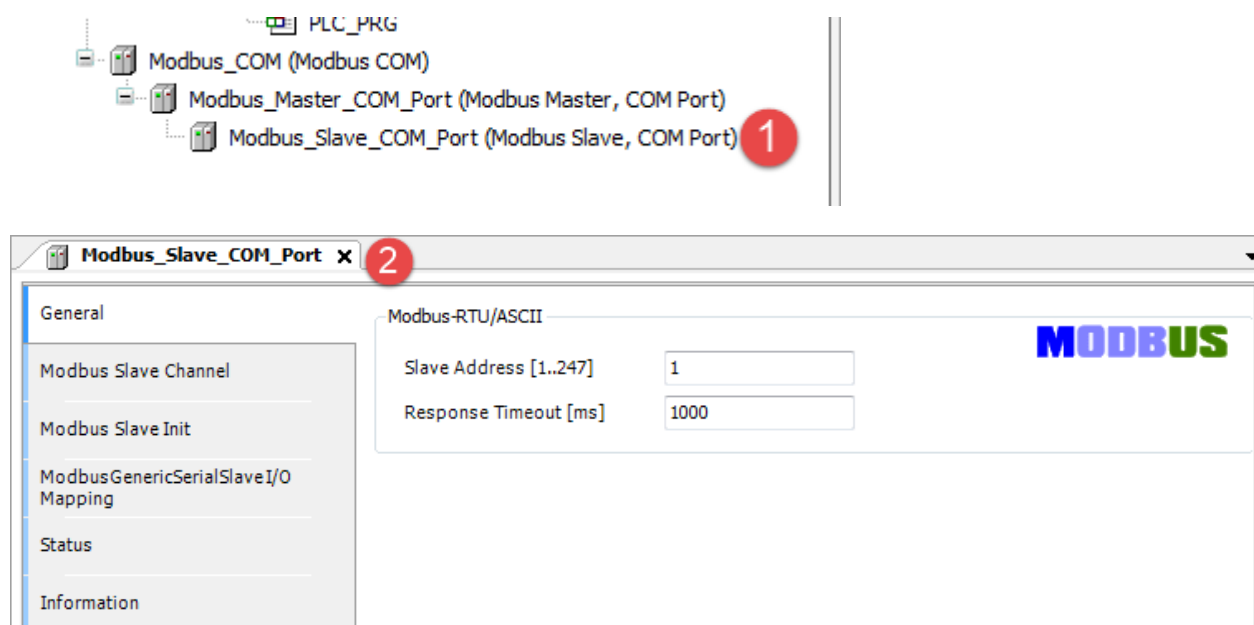 PLC_PRG
Modbus_COM (Modbus COM)
Modbus_Master_COM_Port (Modbus Master, COM Port)
Modbus_Slave_COM_Port (Modbus Slave, COM Port) 1
Modbus_Slave_COM_Port x 2
General
Modbus-RTU/ASCII
MODBUS
Slave Address [1..247] 1
Modbus Slave Channel
Response Timeout [ms] 1000
Modbus Slave Init
ModbusGenericSerialSlaveI/O
Mapping
Status
Information